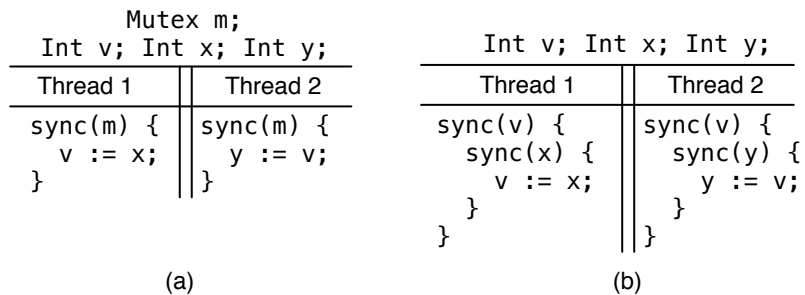 Mutex m;
Int v; Int x; Int y;
Thread 1 Thread 2
sync(m) { sync(m) {
v := x; y := v;
} }
(a)
Int v; Int x; Int y;
Thread 1 Thread 2
sync(v) { sync(v) {
sync(x) { sync(y) {
v := x; y := v;
} }
} }
(b)